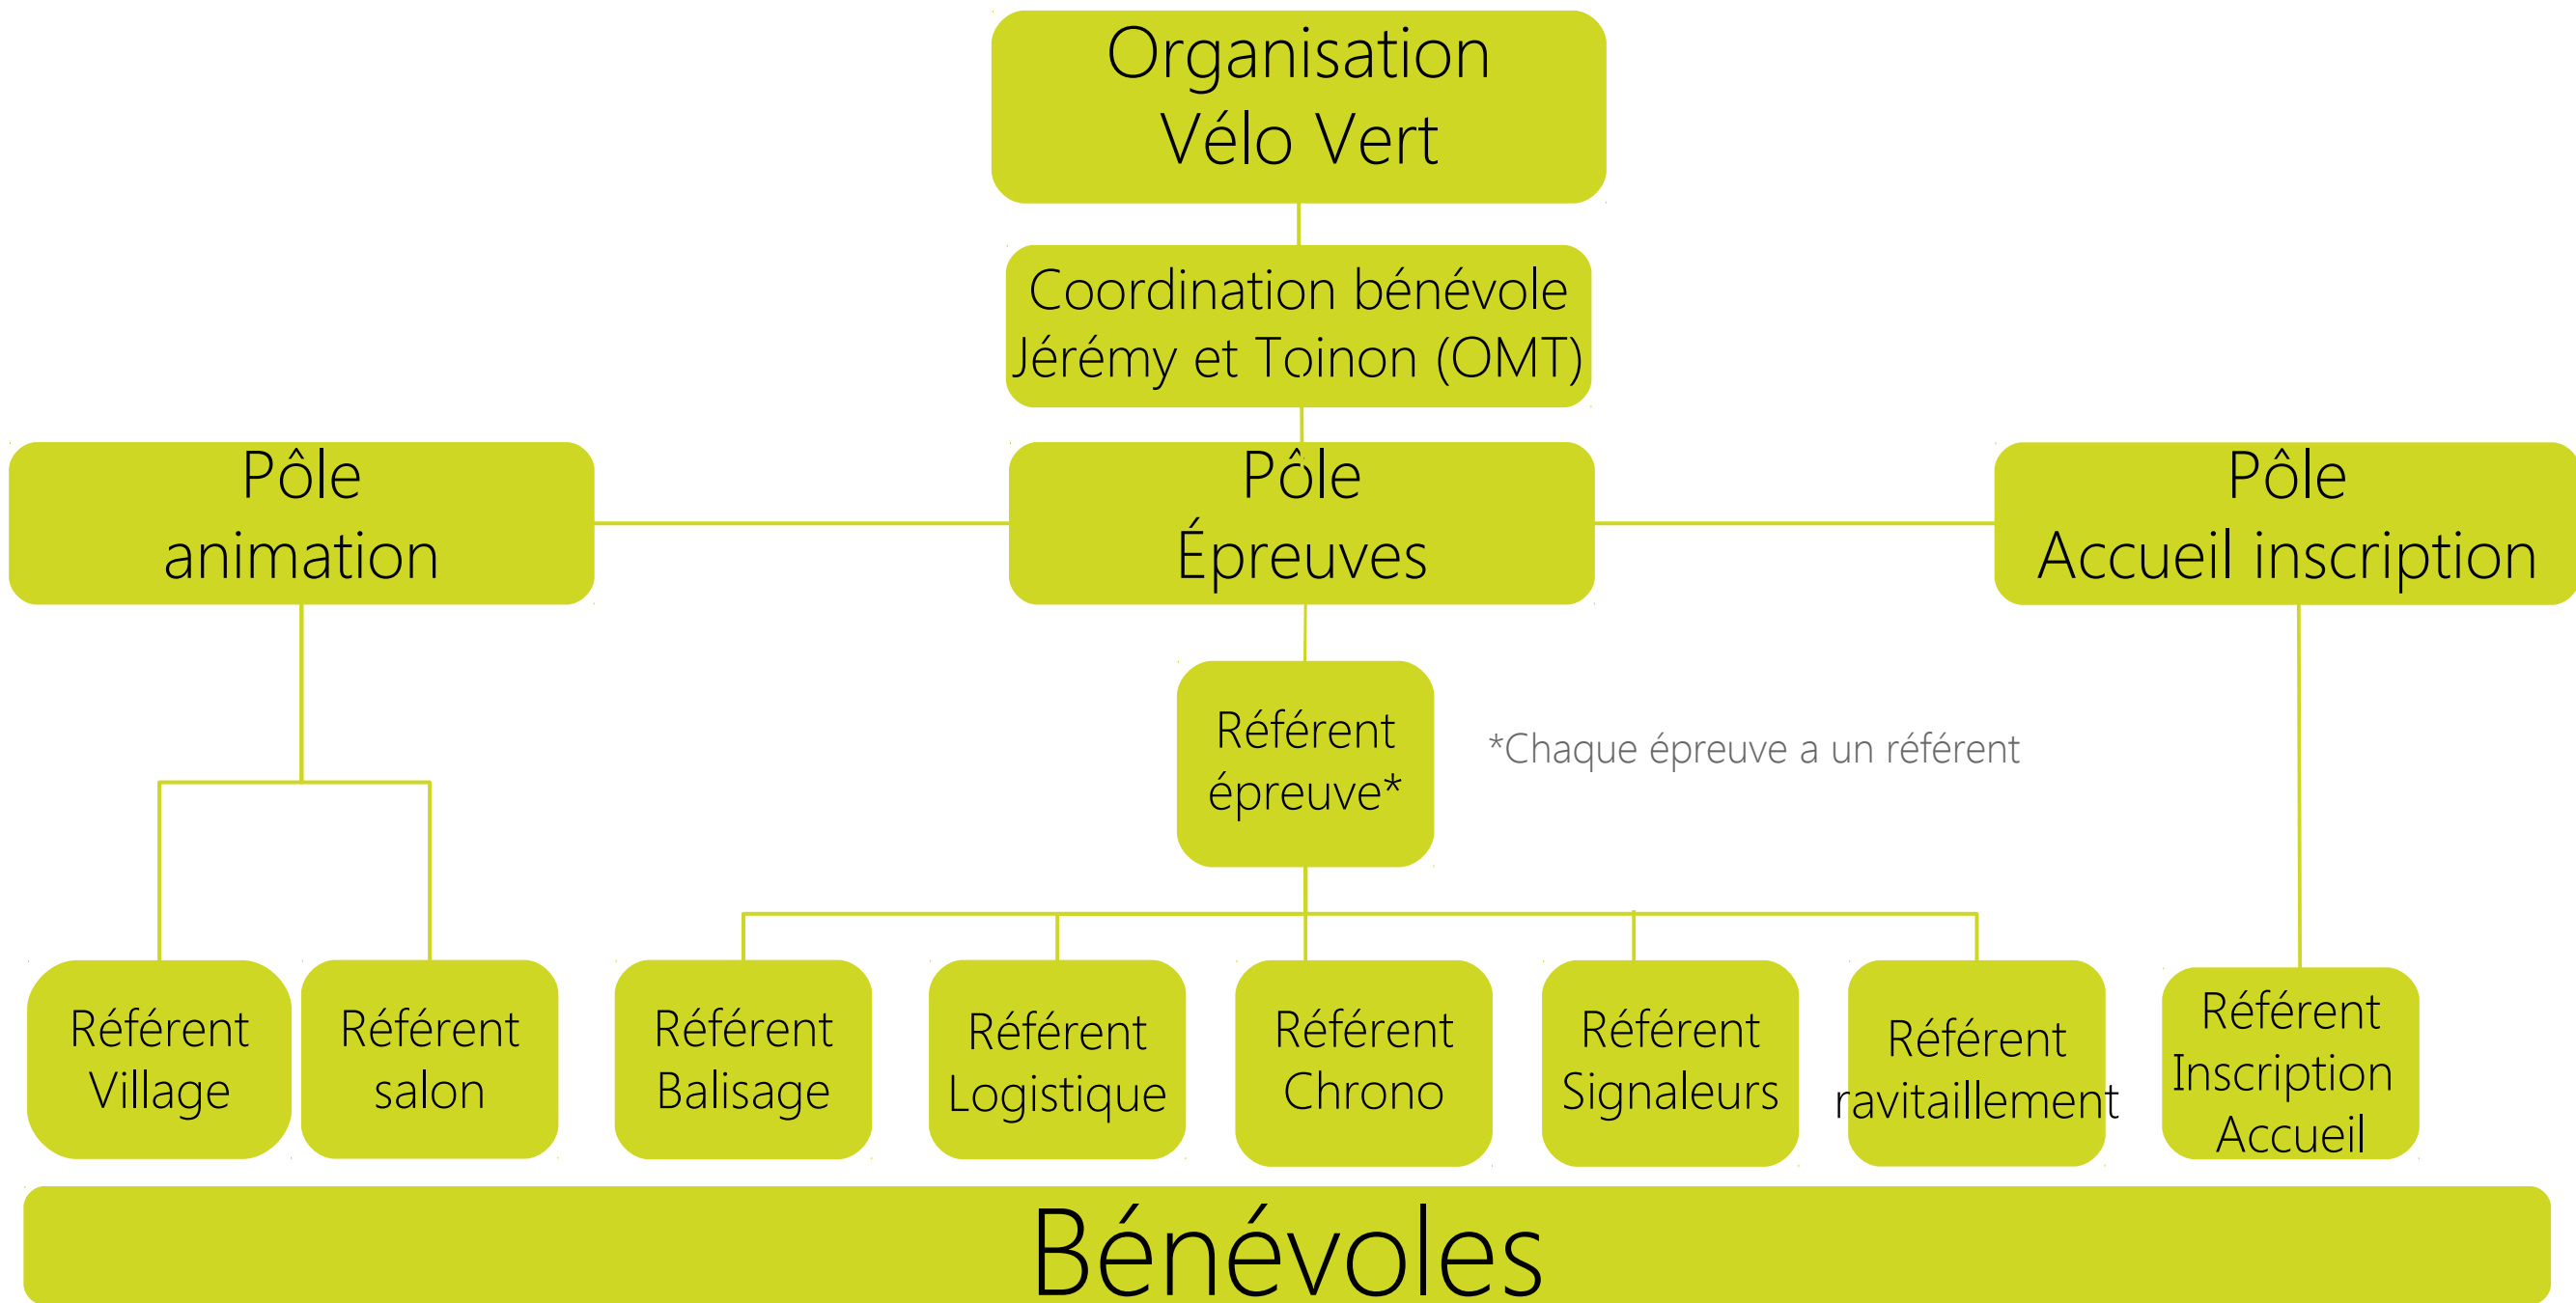 Organisation
Vélo Vert
Coordination bénévole
Jérémy et Toinon (OMT)
Pôle
animation
Pôle
Épreuves
Pôle
Accueil inscription
Référent
épreuve*
*Chaque épreuve a un référent
Référent
Village
Référent
salon
Référent
Balisage
Référent
Logistique
Référent
Chrono
Référent
Signaleurs
Référent
ravitaillement
Référent
Inscription
Accueil
Bénévoles